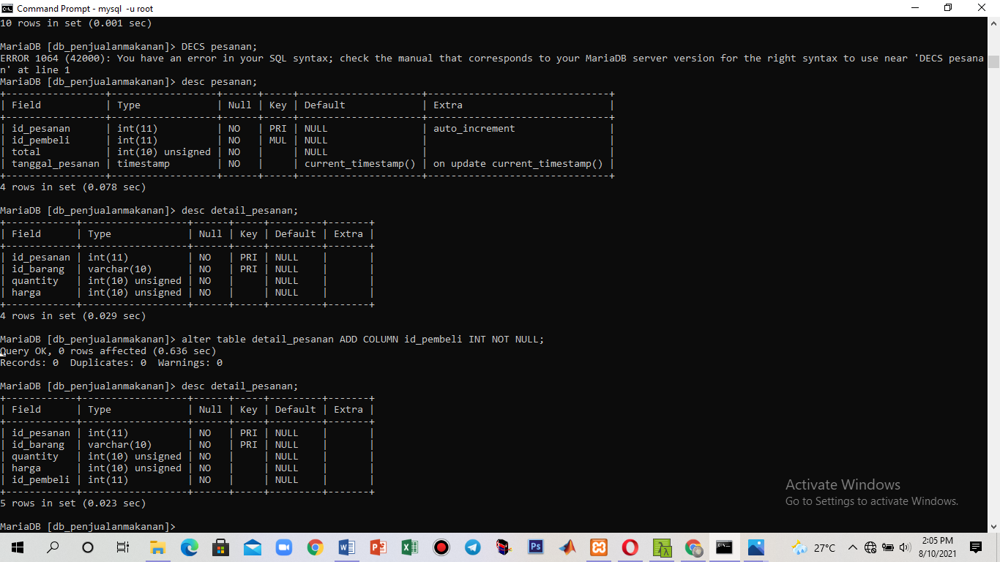 Command Prompt - mysql -u root
10 rows in set (0.001 sec)
MariaDB [db_penjualanmakanan]> DECS pesanan;
ERROR 1064 (42000): You have an error in your SQL syntax; check the manual that corresponds to your MariaDB server version for the right syntax to use near 'DECS pesana
n' at line 1
MariaDB [db_penjualanmakanan]> desc pesanan;
+-----------------+------------------+------+-----+---------------------+-------------------------------+
| Field | Type | Null | Key | Default | Extra |
+-----------------+------------------+------+-----+---------------------+-------------------------------+
| id_pesanan | int(11) | NO | PRI | NULL | auto_increment |
| id_pembeli | int(11) | NO | MUL | NULL | |
| total | int(10) unsigned | NO | | NULL | |
| tanggal_pesanan | timestamp | NO | | current_timestamp() | on update current_timestamp() |
+-----------------+------------------+------+-----+---------------------+-------------------------------+
4 rows in set (0.078 sec)
MariaDB [db_penjualanmakanan]> desc detail_pesanan;
+------------+------------------+------+-----+---------+-------+
| Field | Type | Null | Key | Default | Extra |
+------------+------------------+------+-----+---------+-------+
| id_pesanan | int(11) | NO | PRI | NULL | |
| id_barang | varchar(10) | NO | PRI | NULL | |
| quantity | int(10) unsigned | NO | | NULL | |
| harga | int(10) unsigned | NO | | NULL | |
+------------+------------------+------+-----+---------+-------+
4 rows in set (0.029 sec)
MariaDB [db_penjualanmakanan]> alter table detail_pesanan ADD COLUMN id_pembeli INT NOT NULL;
Query OK, 0 rows affected (0.636 sec)
Records: 0 Duplicates: 0 Warnings: 0
MariaDB [db_penjualanmakanan]> desc detail_pesanan;
+------------+------------------+------+-----+---------+-------+
| Field | Type | Null | Key | Default | Extra |
+------------+------------------+------+-----+---------+-------+
| id_pesanan | int(11) | NO | PRI | NULL | |
| id_barang | varchar(10) | NO | PRI | NULL | |
| quantity | int(10) unsigned | NO | | NULL | |
| harga | int(10) unsigned | NO | | NULL | |
| id_pembeli | int(11) | NO | | NULL | |
+------------+------------------+------+-----+---------+-------+
5 rows in set (0.023 sec)
MariaDB [db_penjualanmakanan]>
Activate Windows
Go to Settings to activate Windows.
27°C
2:05 PM
8/10/2021